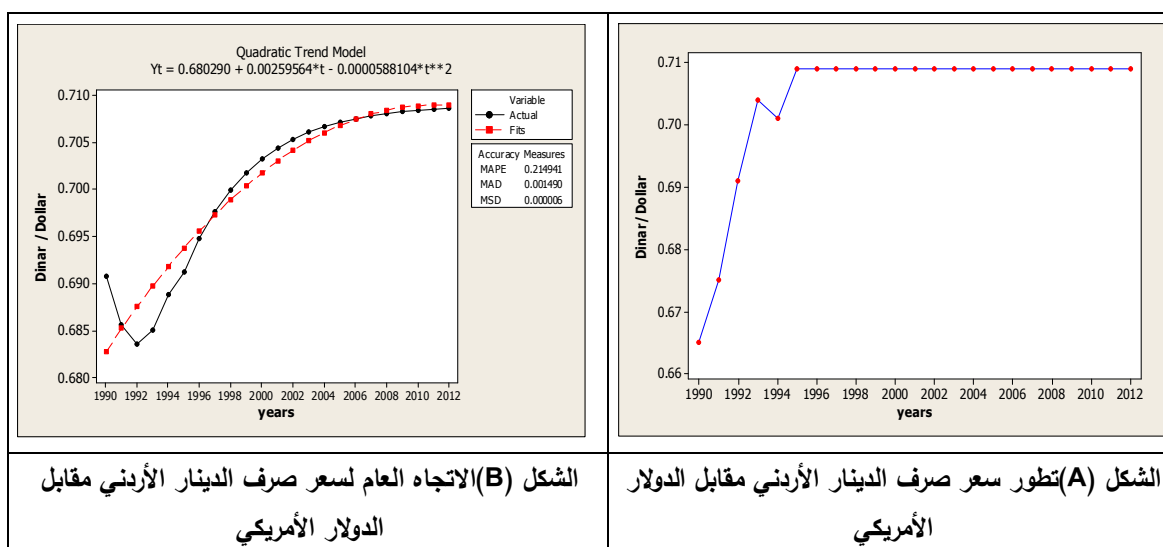 Quadratic Trend Model
Yt = 0.680290 + 0.00259564*t - 0.0000588104*t**2
0.710
0.705
0.700
0.695
0.690
0.685
0.680
Dinar / Dollar
1990 1992 1994 1996 1998 2000 2002 2004 2006 2008 2010 2012
years
Variable
Actual
Fits
Accuracy Measures
MAPE 0.214941
MAD 0.001490
MSD 0.000006
0.71
0.70
0.69
0.68
0.67
0.66
Dinar/ Dollar
1990 1992 1994 1996 1998 2000 2002 2004 2006 2008 2010 2012
years
الشكل (A)تطور سعر صرف الدينار الأردني مقابل الدولار
الأمريكي
الشكل (B)الاتجاه العام لسعر صرف الدينار الأردني مقابل
الدولار الأمريكي